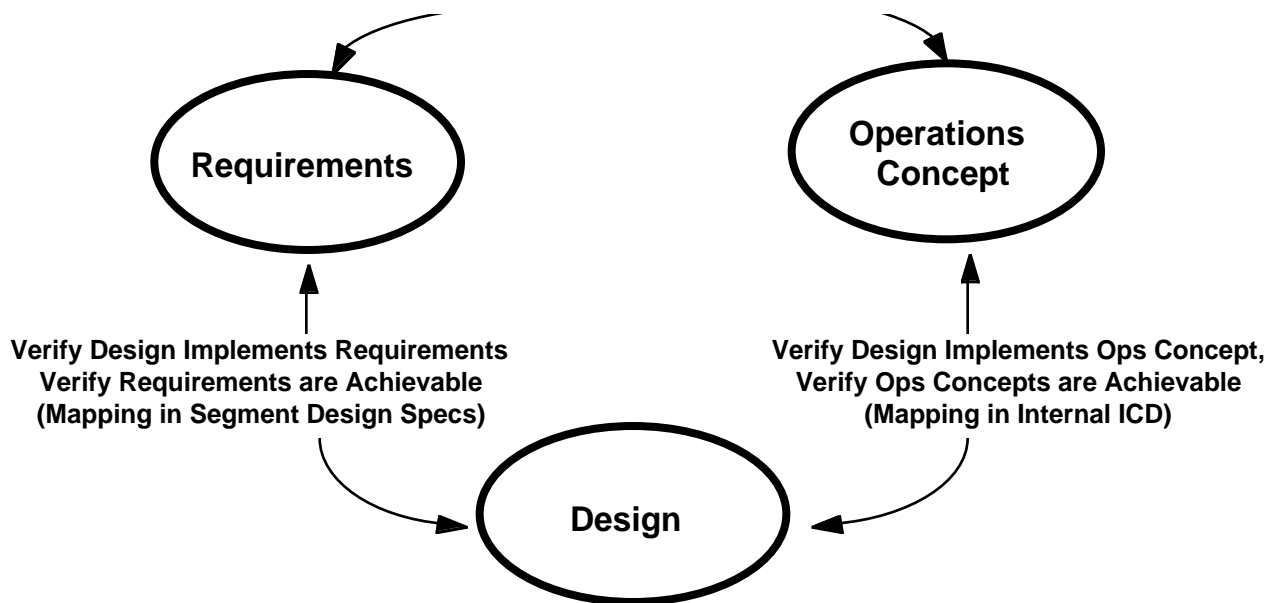 Requirements
Operations
Concept
Verify Design Implements Requirements
Verify Requirements are Achievable
(Mapping in Segment Design Specs)
Verify Design Implements Ops Concept,
Verify Ops Concepts are Achievable
(Mapping in Internal ICD)
Design